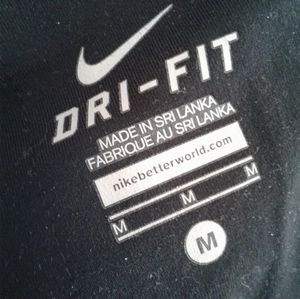 DRI-FIT
MADE IN SRI LANKA
FABRIQUE AU SRI LANKA
nikebetterworld.com
M M M
M